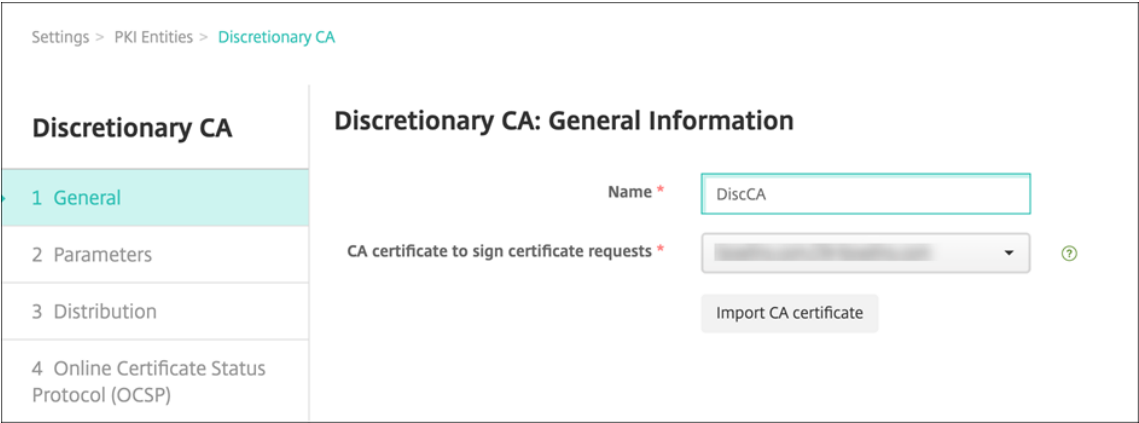 Settings > PKI Entities > Discretionary CA
Discretionary CA
1 General
2 Parameters
3 Distribution
4 Online Certificate Status
Protocol (OCSP)
Discretionary CA: General Information
Name *
DiscCA
CA certificate to sign certificate requests *
?
Import CA certificate